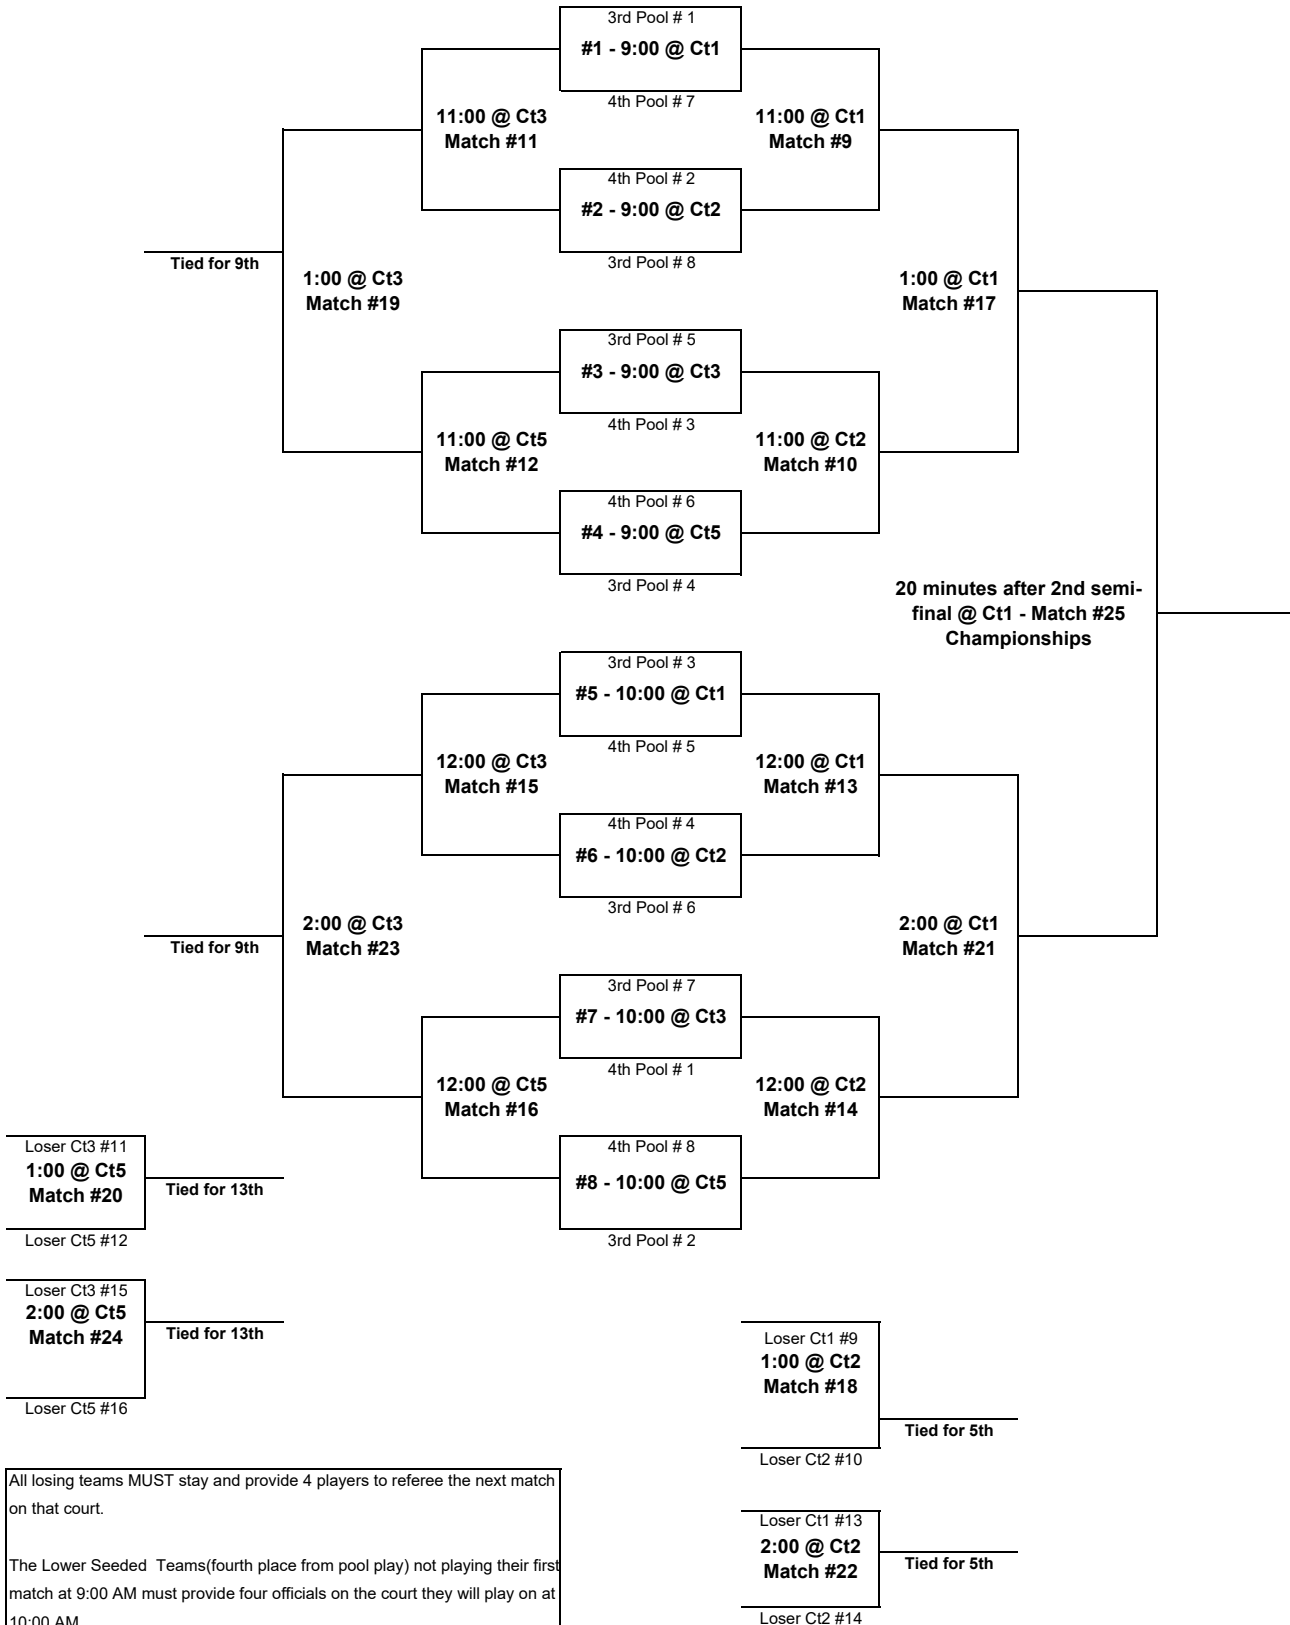 3rd Pool # 1
#1 - 9:00 @ Ct1
4th Pool # 7
11:00 @ Ct3
Match #11
11:00 @ Ct1
Match #9
4th Pool # 2
#2 - 9:00 @ Ct2
3rd Pool # 8
Tied for 9th
1:00 @ Ct3
Match #19
1:00 @ Ct1
Match #17
3rd Pool # 5
#3 - 9:00 @ Ct3
4th Pool # 3
11:00 @ Ct5
Match #12
11:00 @ Ct2
Match #10
4th Pool # 6
#4 - 9:00 @ Ct5
3rd Pool # 4
20 minutes after 2nd semi-
final @ Ct1 - Match #25
Championships
3rd Pool # 3
#5 - 10:00 @ Ct1
4th Pool # 5
12:00 @ Ct3
Match #15
12:00 @ Ct1
Match #13
4th Pool # 4
#6 - 10:00 @ Ct2
3rd Pool # 6
Tied for 9th
2:00 @ Ct3
Match #23
2:00 @ Ct1
Match #21
3rd Pool # 7
#7 - 10:00 @ Ct3
4th Pool # 1
12:00 @ Ct5
Match #16
12:00 @ Ct2
Match #14
4th Pool # 8
#8 - 10:00 @ Ct5
3rd Pool # 2
Loser Ct3 #11
1:00 @ Ct5
Match #20
Tied for 13th
Loser Ct5 #12
Loser Ct3 #15
2:00 @ Ct5
Match #24
Tied for 13th
Loser Ct5 #16
Loser Ct1 #9
1:00 @ Ct2
Match #18
Tied for 5th
Loser Ct2 #10
Loser Ct1 #13
2:00 @ Ct2
Match #22
Tied for 5th
Loser Ct2 #14
All losing teams MUST stay and provide 4 players to referee the next match
on that court.
The Lower Seeded  Teams(fourth place from pool play) not playing their first
match at 9:00 AM must provide four officials on the court they will play on at
10:00 AM